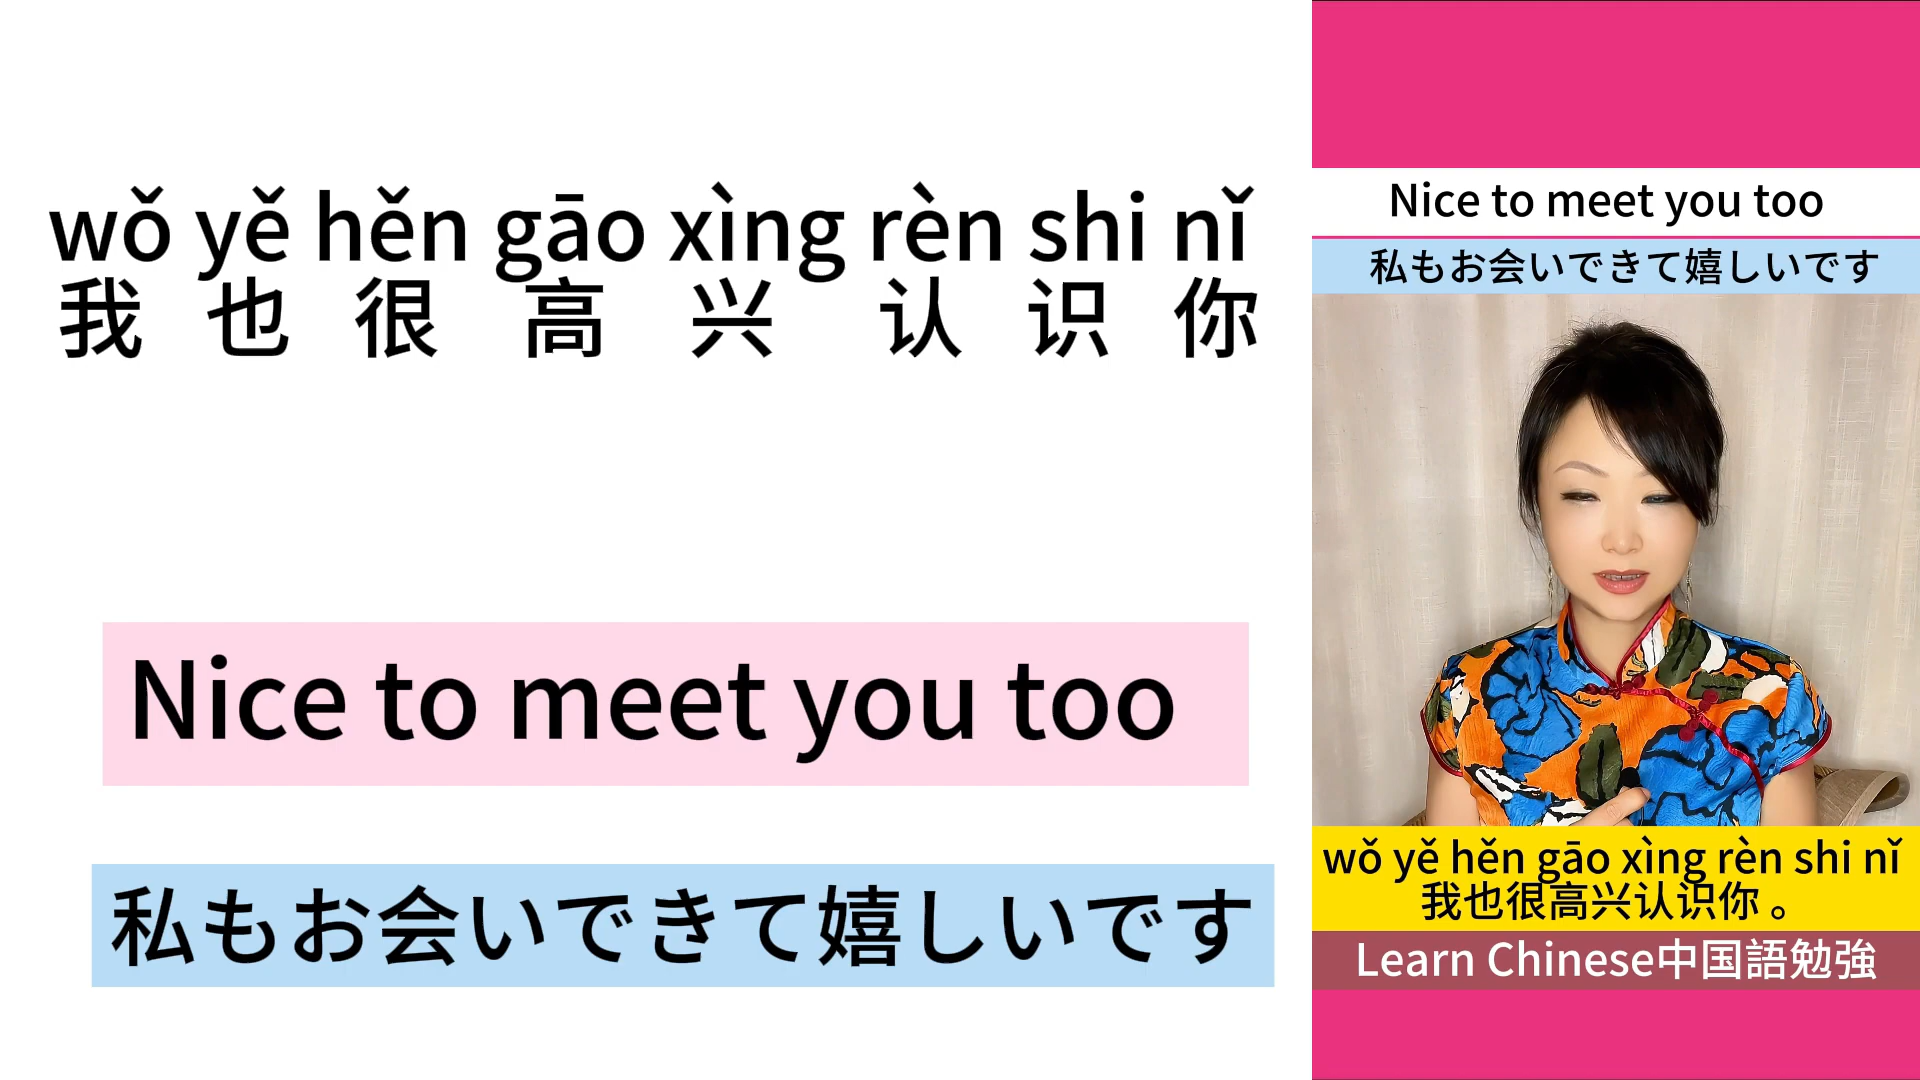 wǒ yě hěn gāo xìng rèn shi nǐ
我 也 很 高 兴 认 识 你
Nice to meet you too
私もお会いできて嬉しいです
Nice to meet you too
私もお会いできて嬉しいです
wǒ yě hěn gāo xìng rèn shi nǐ
我也很高兴认识你 。
Learn Chinese中国語勉強